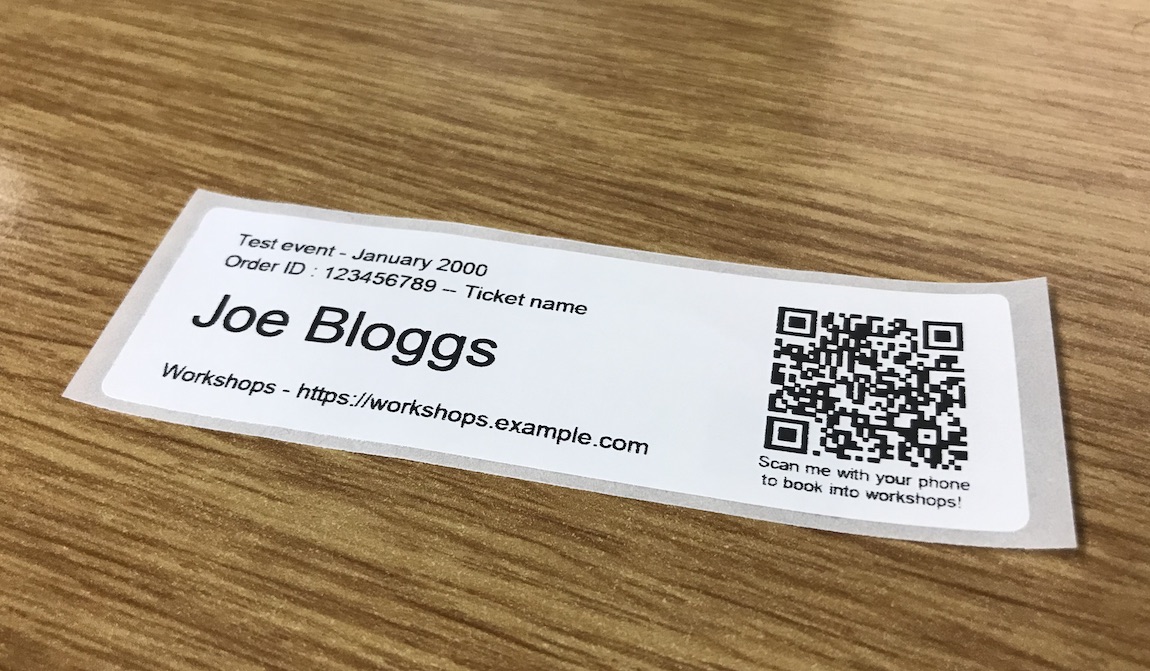 Test event - January 2000
Order ID : 123456789 -- Ticket name
Joe Bloggs
Workshops - https://workshops.example.com
Scan me with your phone
to book into workshops!